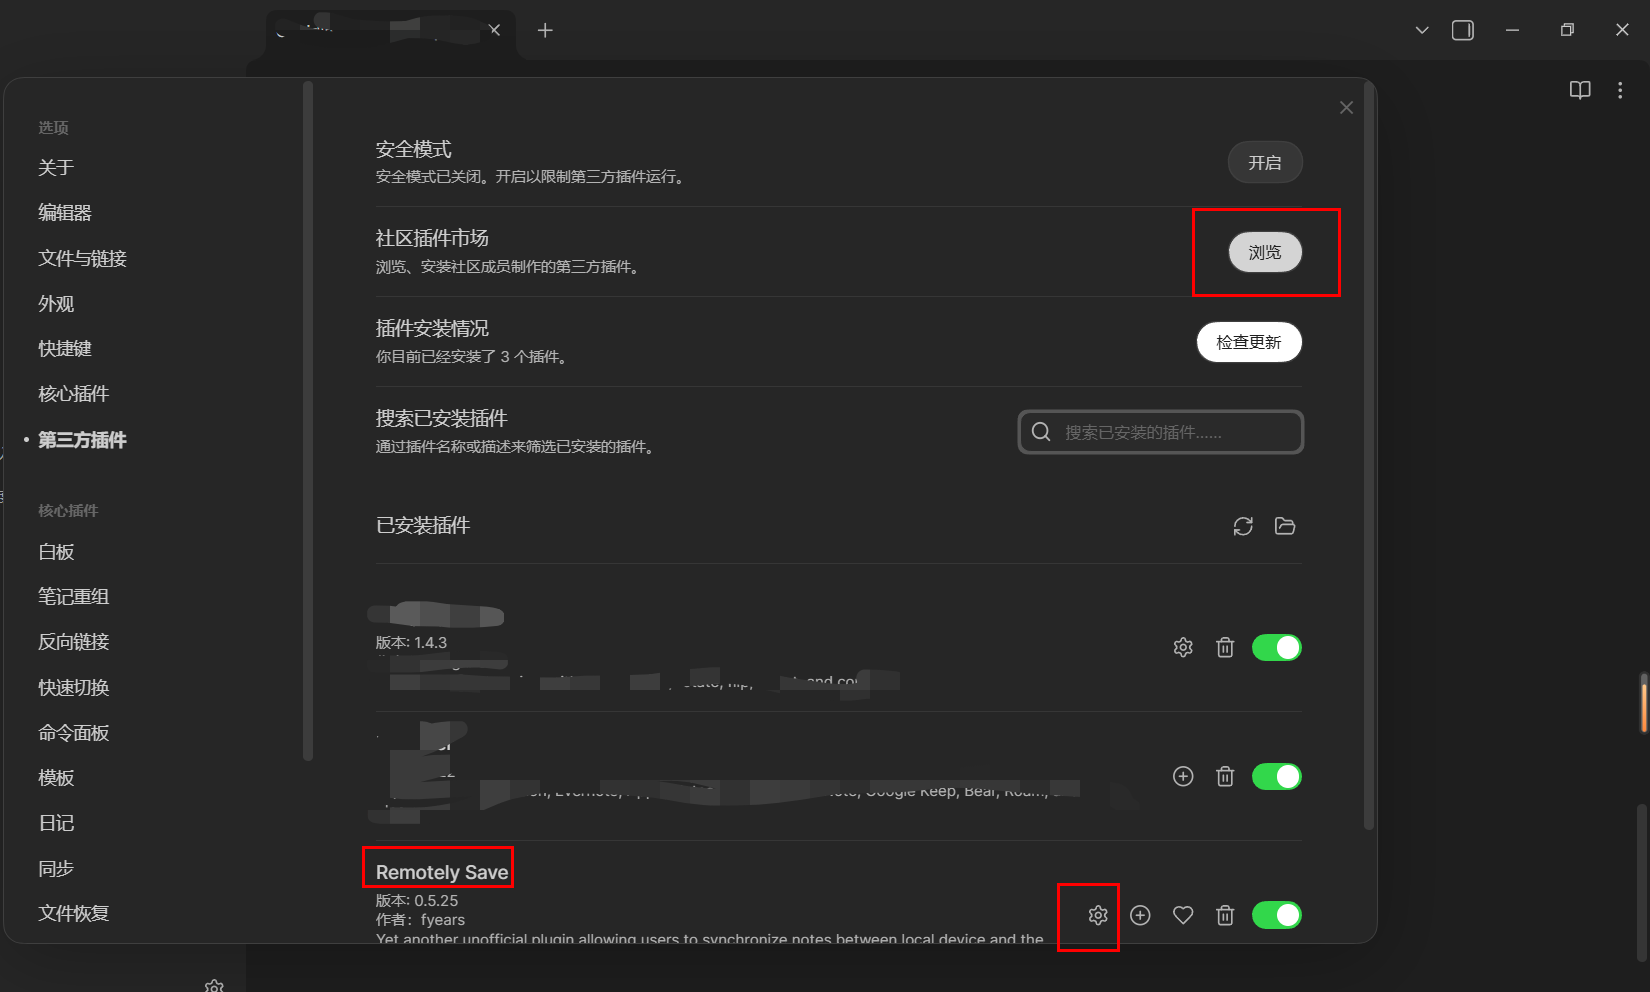 选项
关于
编辑器
文件与链接
外观
快捷键
核心插件
第三方插件
核心插件
白板
笔记重组
反向链接
快速切换
命令面板
模板
日记
同步
文件恢复
安全模式
安全模式已关闭。开启以限制第三方插件运行。
开启
社区插件市场
浏览、安装社区成员制作的第三方插件。
浏览
插件安装情况
你目前已经安装了 3 个插件。
检查更新
搜索已安装插件
通过插件名称或描述来筛选已安装的插件。
搜索已安装的插件......
已安装插件
版本: 1.4.3
and
Evernote, Google Keep, Bear, Roam,
Remotely Save
版本: 0.5.25
作者: fyears
Yet another unofficial plugin allowing users to synchronize notes between local device and the